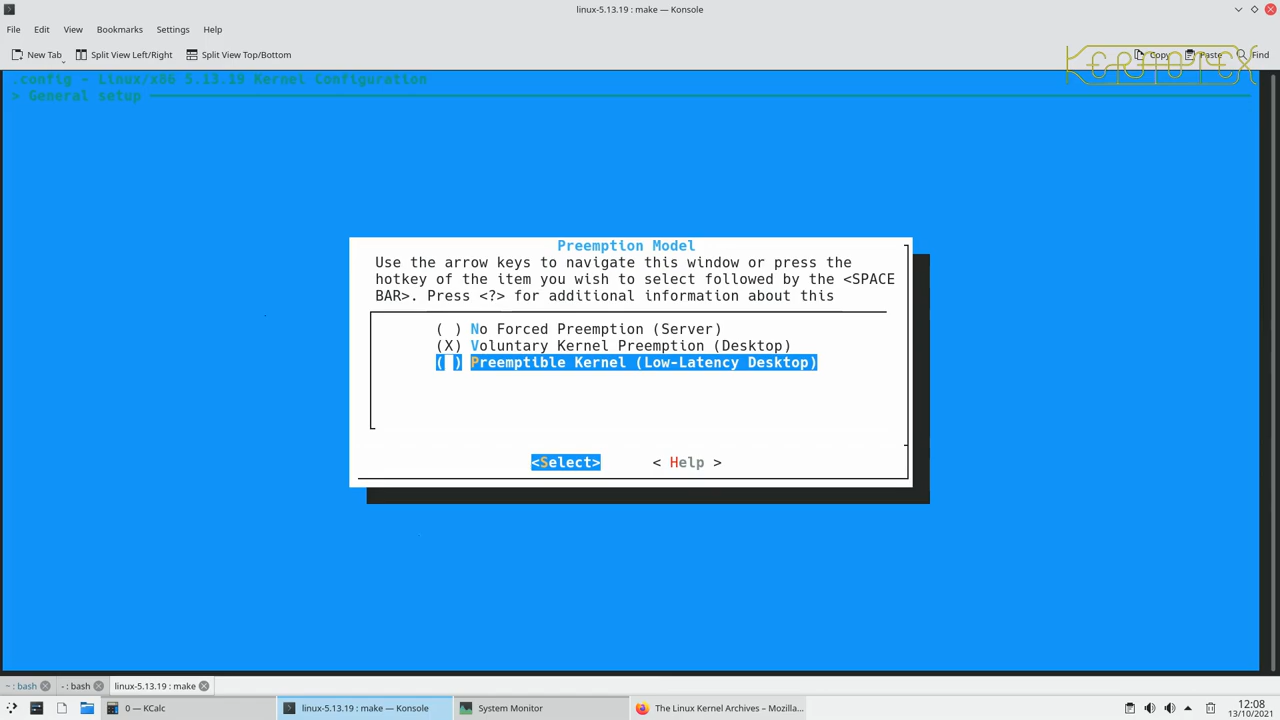 linux-5.13.19 : make — Konsole
File Edit View Bookmarks Settings Help
New Tab Split View Left/Right Split View Top/Bottom Copy Paste Find
.config - Linux/x86 5.13.19 Kernel Configuration
> General setup
Preemption Model
Use the arrow keys to navigate this window or press the
hotkey of the item you wish to select followed by the <SPACE
BAR>. Press <?> for additional information about this
( ) No Forced Preemption (Server)
(X) Voluntary Kernel Preemption (Desktop)
( ) Preemptible Kernel (Low-Latency Desktop)
<Select> < Help >
~ : bash - : bash linux-5.13.19 : make
0 — KCalc linux-5.13.19 : make — Konsole System Monitor The Linux Kernel Archives – Mozilla... 12:08
13/10/2021